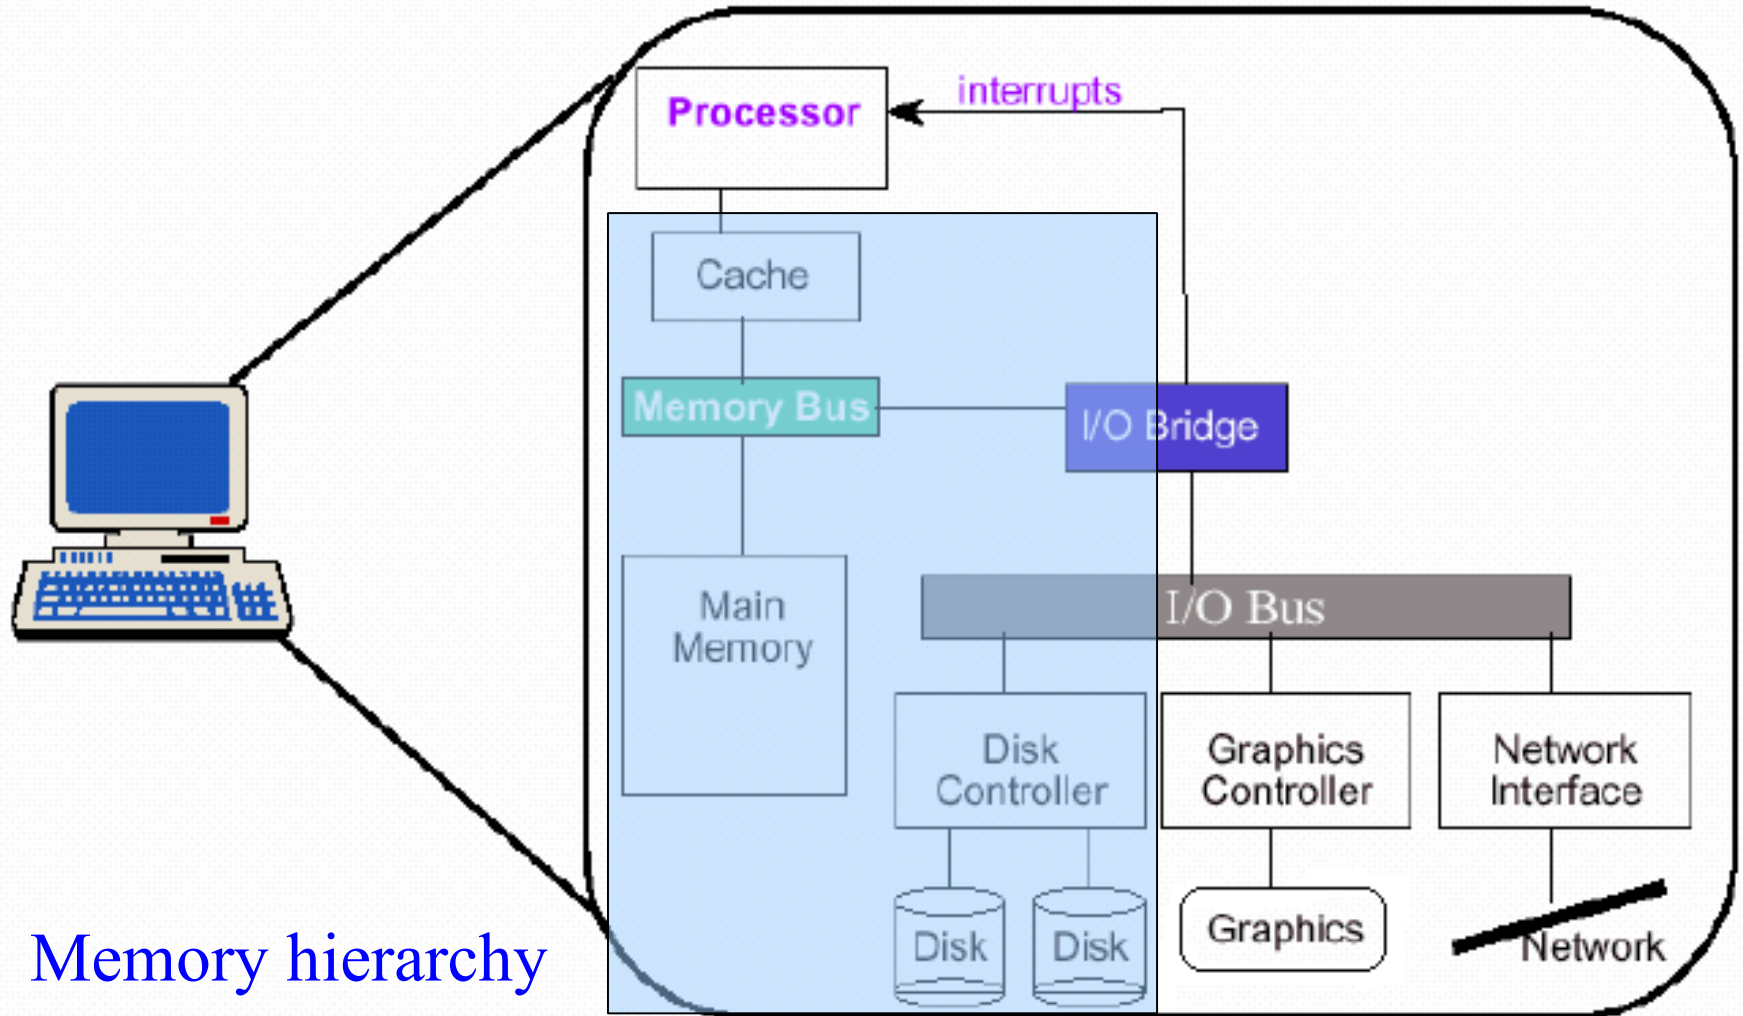 Processor
interrupts
Cache
Memory Bus
I/O Bridge
Main
Memory
I/O Bus
Disk
Controller
Graphics
Controller
Network
Interface
Disk
Disk
Graphics
Network
Memory hierarchy